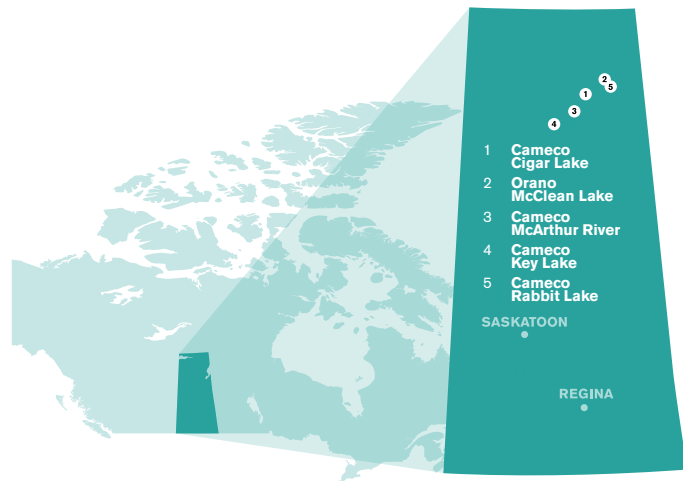 2
5
1
3
4
1 Cameco
Cigar Lake
2 Orano
McClean Lake
3 Cameco
McArthur River
4 Cameco
Key Lake
5 Cameco
Rabbit Lake
SASKATOON
REGINA